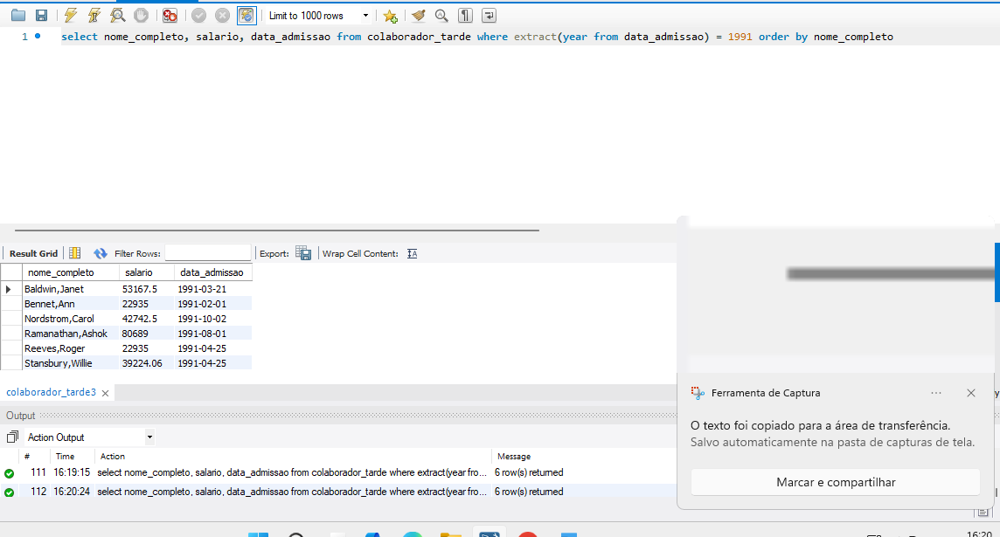 Limit to 1000 rows
1 select nome_completo, salario, data_admissao from colaborador_tarde where extract(year from data_admissao) = 1991 order by nome_completo
Result Grid Filter Rows: Export: Wrap Cell Content:
nome_completo salario data_admissao
Baldwin,Janet 53167.5 1991-03-21
Bennet,Ann 22935 1991-02-01
Nordstrom,Carol 42742.5 1991-10-02
Ramanathan,Ashok 80689 1991-08-01
Reeves,Roger 22935 1991-04-25
Stansbury,Willie 39224.06 1991-04-25
colaborador_tarde3
Output
Action Output
# Time Action Message
111 16:19:15 select nome_completo, salario, data_admissao from colaborador_tarde where extract(year fro... 6 row(s) returned
112 16:20:24 select nome_completo, salario, data_admissao from colaborador_tarde where extract(year fro... 6 row(s) returned
Ferramenta de Captura
O texto foi copiado para a área de transferência.
Salvo automaticamente na pasta de capturas de tela.
Marcar e compartilhar
16:20